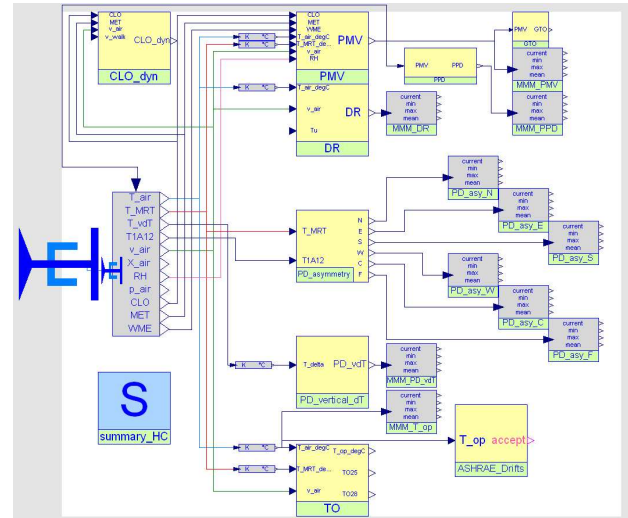 CLO
MET
v_air
v_walk
CLO_dyn
CLO_dyn
K °C
K °C
CLO
MET
WME
T_air_degC
T_MRT_de...
v_air
RH
PMV
PMV
PMV GTO
GTO
current
min
max
mean
MMM_PMV
PMV PPD
PPD
K °C
T_air_degC
v_air
Tu
DR
DR
current
min
max
mean
MMM_DR
current
min
max
mean
MMM_PPD
T_air
T_MRT
T_vdT
T1A12
v_air
X_air
RH
p_air
CLO
MET
WME
T_MRT
T1A12
N
E
S
W
C
F
PD_asymmetry
current
min
max
mean
PD_asy_N
current
min
max
mean
PD_asy_E
current
min
max
mean
PD_asy_S
current
min
max
mean
PD_asy_W
current
min
max
mean
PD_asy_C
current
min
max
mean
PD_asy_F
K °C
T_delta PD_vdT
PD_vertical_dT
current
min
max
mean
MMM_PD_vdT
S
summary_HC
current
min
max
mean
MMM_T_op
T_op accept
ASHRAE_Drifts
K °C
K °C
T_air_degC
T_MRT_de...
v_air
T_op_degC
TO25
TO28
TO